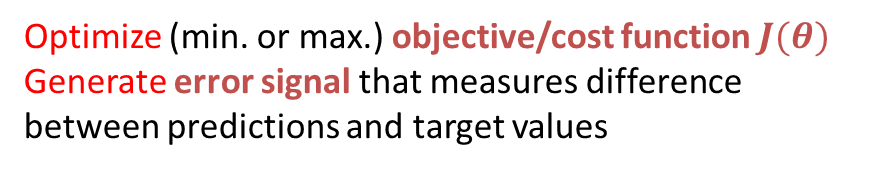 Optimize (min. or max.) objective/cost function J(θ)
Generate error signal that measures difference
between predictions and target values